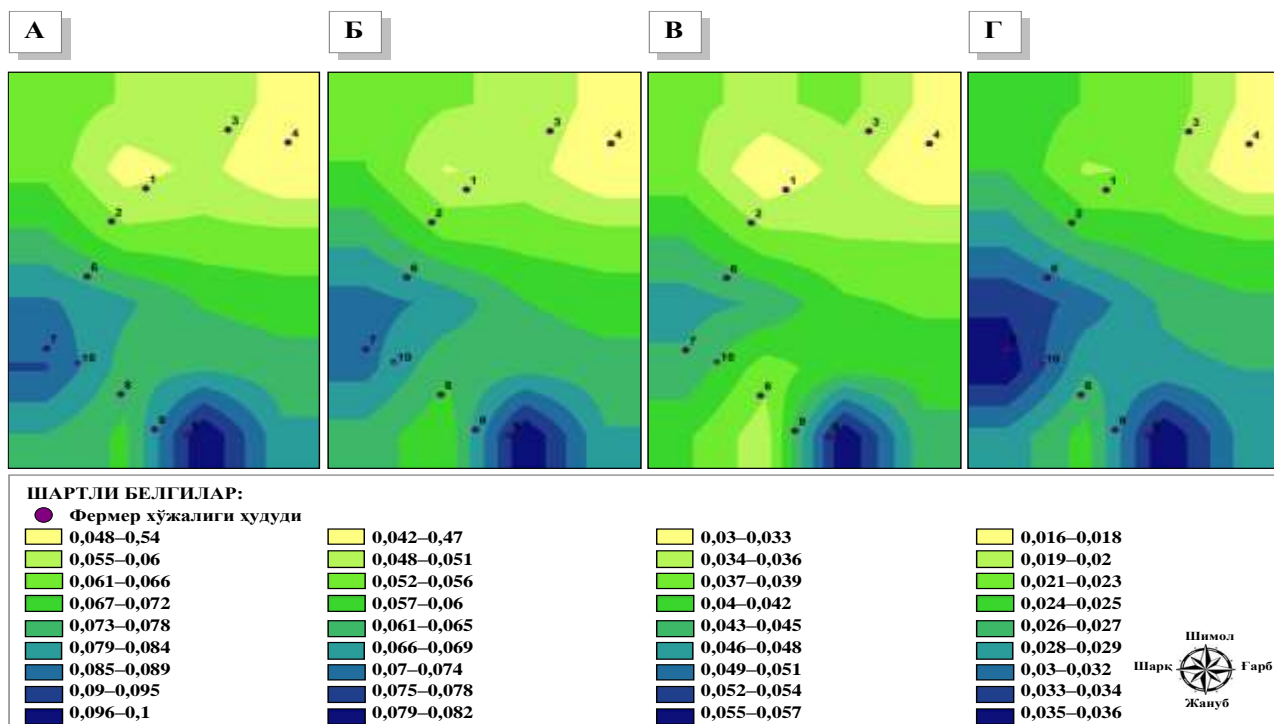 А Б В Г
3 3 3 3
4 4 4 4
1 1 1 1
2 2 2 2
6 6 6
7 7 7
10 10 10 10
8 8
ШАРТЛИ БЕЛГИЛАР:
Фермер хўжалиги ҳудуди
0,048–0,54 0,042–0,47 0,03–0,033 0,016–0,018
0,055–0,06 0,048–0,051 0,034–0,036 0,019–0,02
0,061–0,066 0,052–0,056 0,037–0,039 0,021–0,023
0,067–0,072 0,057–0,06 0,04–0,042 0,024–0,025
0,073–0,078 0,061–0,065 0,043–0,045 0,026–0,027
0,079–0,084 0,066–0,069 0,046–0,048 0,028–0,029
0,085–0,089 0,07–0,074 0,049–0,051 0,03–0,032
0,09–0,095 0,075–0,078 0,052–0,054 0,033–0,034
0,096–0,1 0,079–0,082 0,055–0,057 0,035–0,036
Шимол
Шарқ Ғарб
Жануб